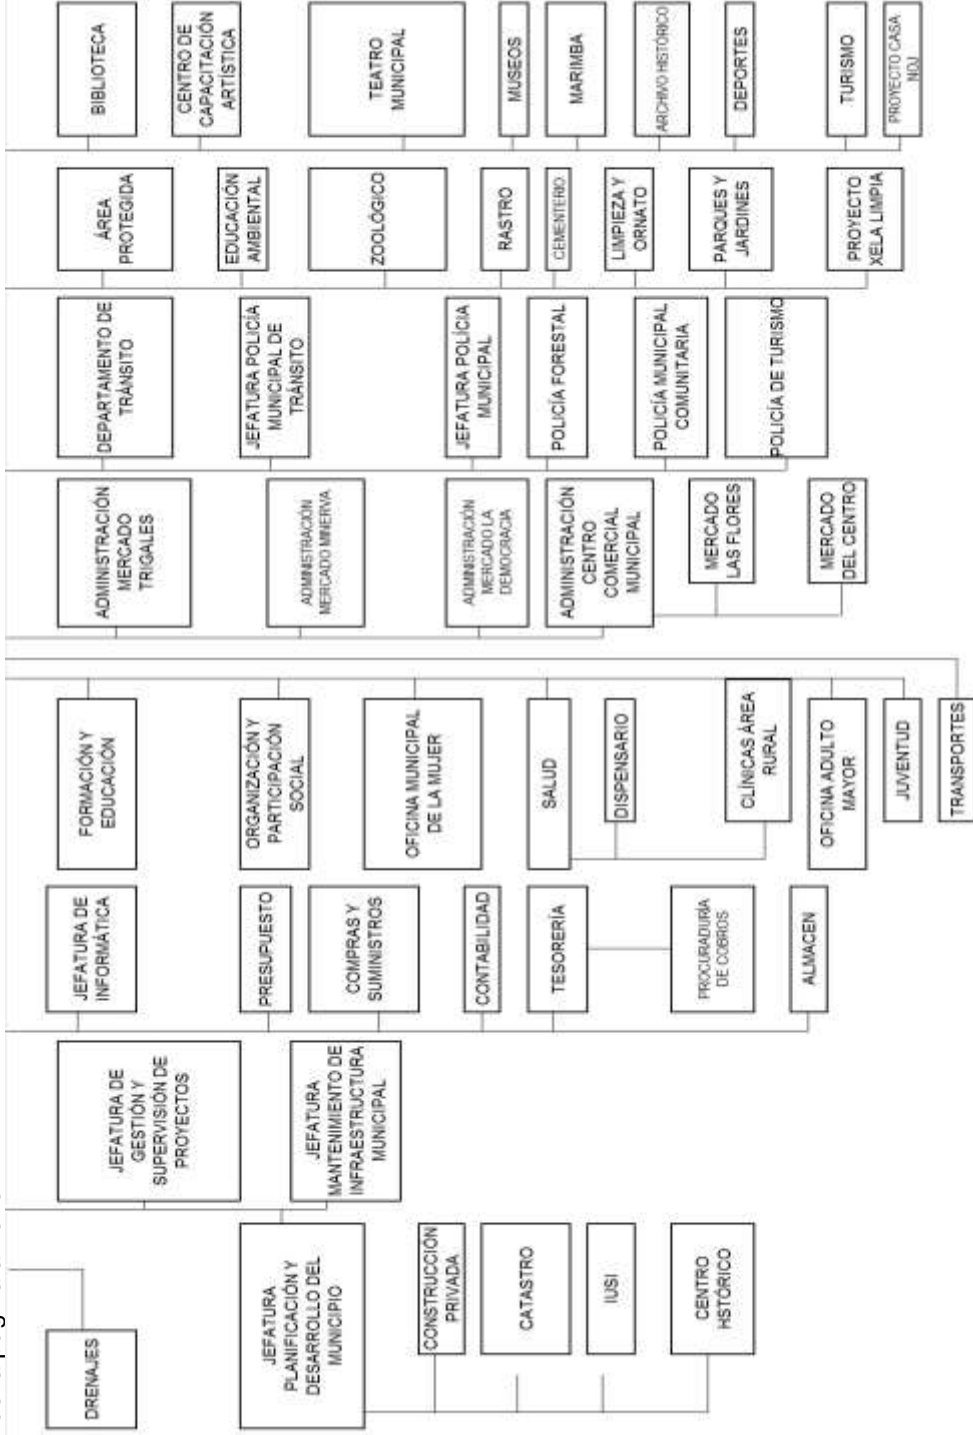 DRENAJES
JEFATURA
PLANIFICACIÓN Y
DESARROLLO DEL
MUNICIPIO
CONSTRUCCIÓN
PRIVADA
CATASTRO
IUSI
CENTRO
HSTÓRICO
JEFATURA DE
GESTIÓN Y
SUPERVISIÓN DE
PROYECTOS
JEFATURA
MANTENIMIENTO DE
INFRAESTRUCTURA
MUNICIPAL
JEFATURA DE
INFORMÁTICA
PRESUPUESTO
COMPRAS Y
SUMINISTROS
CONTABILIDAD
TESORERÍA
PROCURADURÍA
DE COBROS
ALMACEN
FORMACIÓN Y
EDUCACIÓN
ORGANIZACIÓN Y
PARTICIPACIÓN
SOCIAL
OFICINA MUNICIPAL
DE LA MUJER
SALUD
DISPENSARIO
CLÍNICAS ÁREA
RURAL
OFICINA ADULTO
MAYOR
JUVENTUD
TRANSPORTES
ADMINISTRACIÓN
MERCADO
TRIGALES
ADMINISTRACIÓN
MERCADO MINERVA
ADMINISTRACIÓN
MERCADO LA
DEMOCRACIA
ADMINISTRACIÓN
CENTRO
COMERCIAL
MUNICIPAL
MERCADO
LAS FLORES
MERCADO
DEL CENTRO
DEPARTAMENTO DE
TRÁNSITO
JEFATURA POLICÍA
MUNICIPAL DE
TRÁNSITO
JEFATURA POLICÍA
MUNICIPAL
POLICÍA FORESTAL
POLICÍA MUNICIPAL
COMUNITARIA
POLICÍA DE TURISMO
ÁREA
PROTEGIDA
EDUCACIÓN
AMBIENTAL
ZOOLÓGICO
RASTRO
CEMENTERIO
LIMPIEZA Y
ORNATO
PARQUES Y
JARDINES
PROYECTO
XELA LIMPIA
BIBLIOTECA
CENTRO DE
CAPACITACIÓN
ARTÍSTICA
TEATRO
MUNICIPAL
MUSEOS
MARIMBA
ARCHIVO HISTÓRICO
DEPORTES
TURISMO
PROYECTO CASA
NOJ